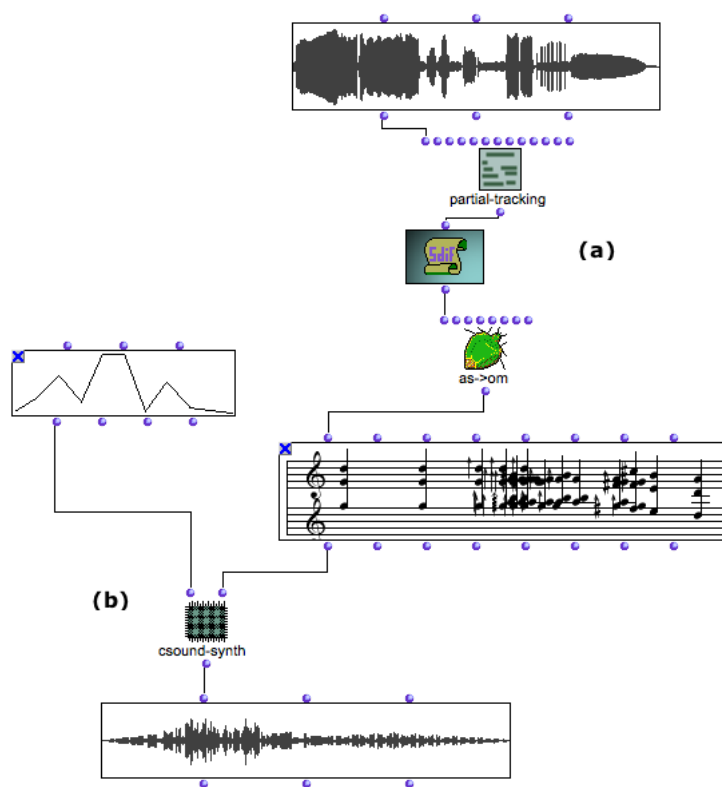 partial-tracking
Sdif
(a)
as->om
(b)
csound-synth